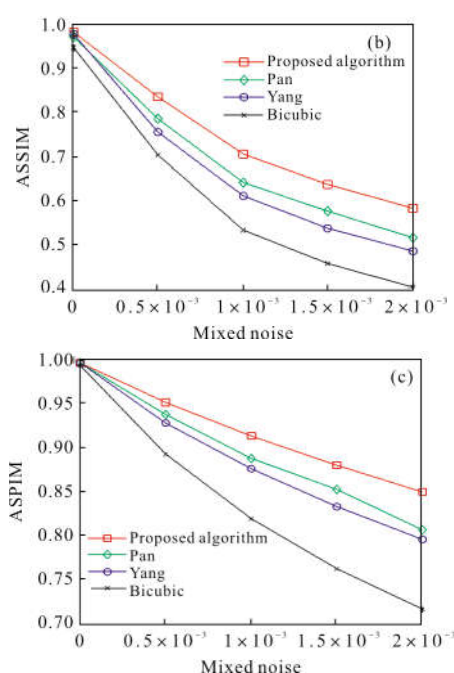 1.0
(b)
0.9
Proposed algorithm
Pan
0.8
Yang
Bicubic
ASSIM
0.7
0.6
0.5
0.4
0 0.5×10⁻³ 1×10⁻³ 1.5×10⁻³ 2×10⁻³
Mixed noise
1.00
(c)
0.95
0.90
ASPIM
0.85
0.80
Proposed algorithm
Pan
0.75
Yang
Bicubic
0.70
0 0.5×10⁻³ 1×10⁻³ 1.5×10⁻³ 2×10⁻³
Mixed noise